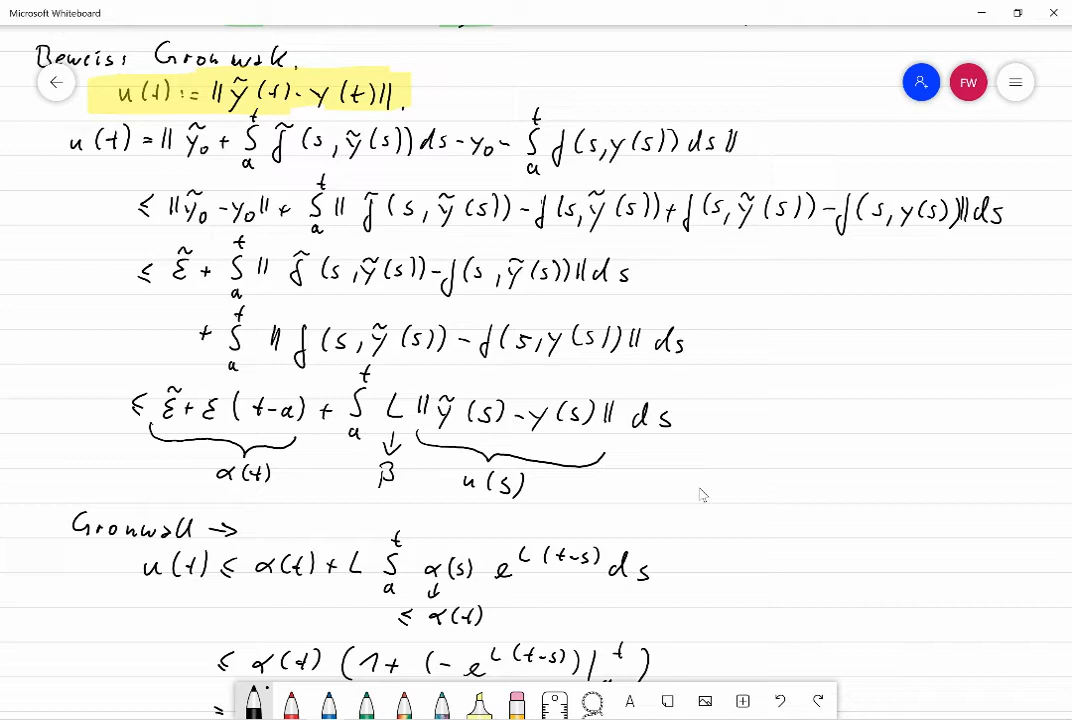 Microsoft Whiteboard
Beweis: Gronwall.
u(t) := ‖ỹ(t) - y(t)‖.
FW
u(t) = ‖ỹ₀ + ∫ₐᵗ f̃(s, ỹ(s)) ds - y₀ - ∫ₐᵗ f(s, y(s)) ds‖
≤ ‖ỹ₀ - y₀‖ + ∫ₐᵗ ‖f̃(s, ỹ(s)) - f(s, ỹ(s)) + f(s, ỹ(s)) - f(s, y(s))‖ ds
≤ ε̃ + ∫ₐᵗ ‖f̃(s, ỹ(s)) - f(s, ỹ(s))‖ ds
+ ∫ₐᵗ ‖f(s, ỹ(s)) - f(s, y(s))‖ ds
≤ ε̃ + ε(t-a) + ∫ₐᵗ L ‖ỹ(s) - y(s)‖ ds
α(t) ↓ β u(s)
Gronwall →
u(t) ≤ α(t) + L ∫ₐᵗ α(s) e^{L(t-s)} ds
↓ ≤ α(t)
≤ α(t) (1 + (-e^{L(t-s)})|ₐᵗ)
=
A